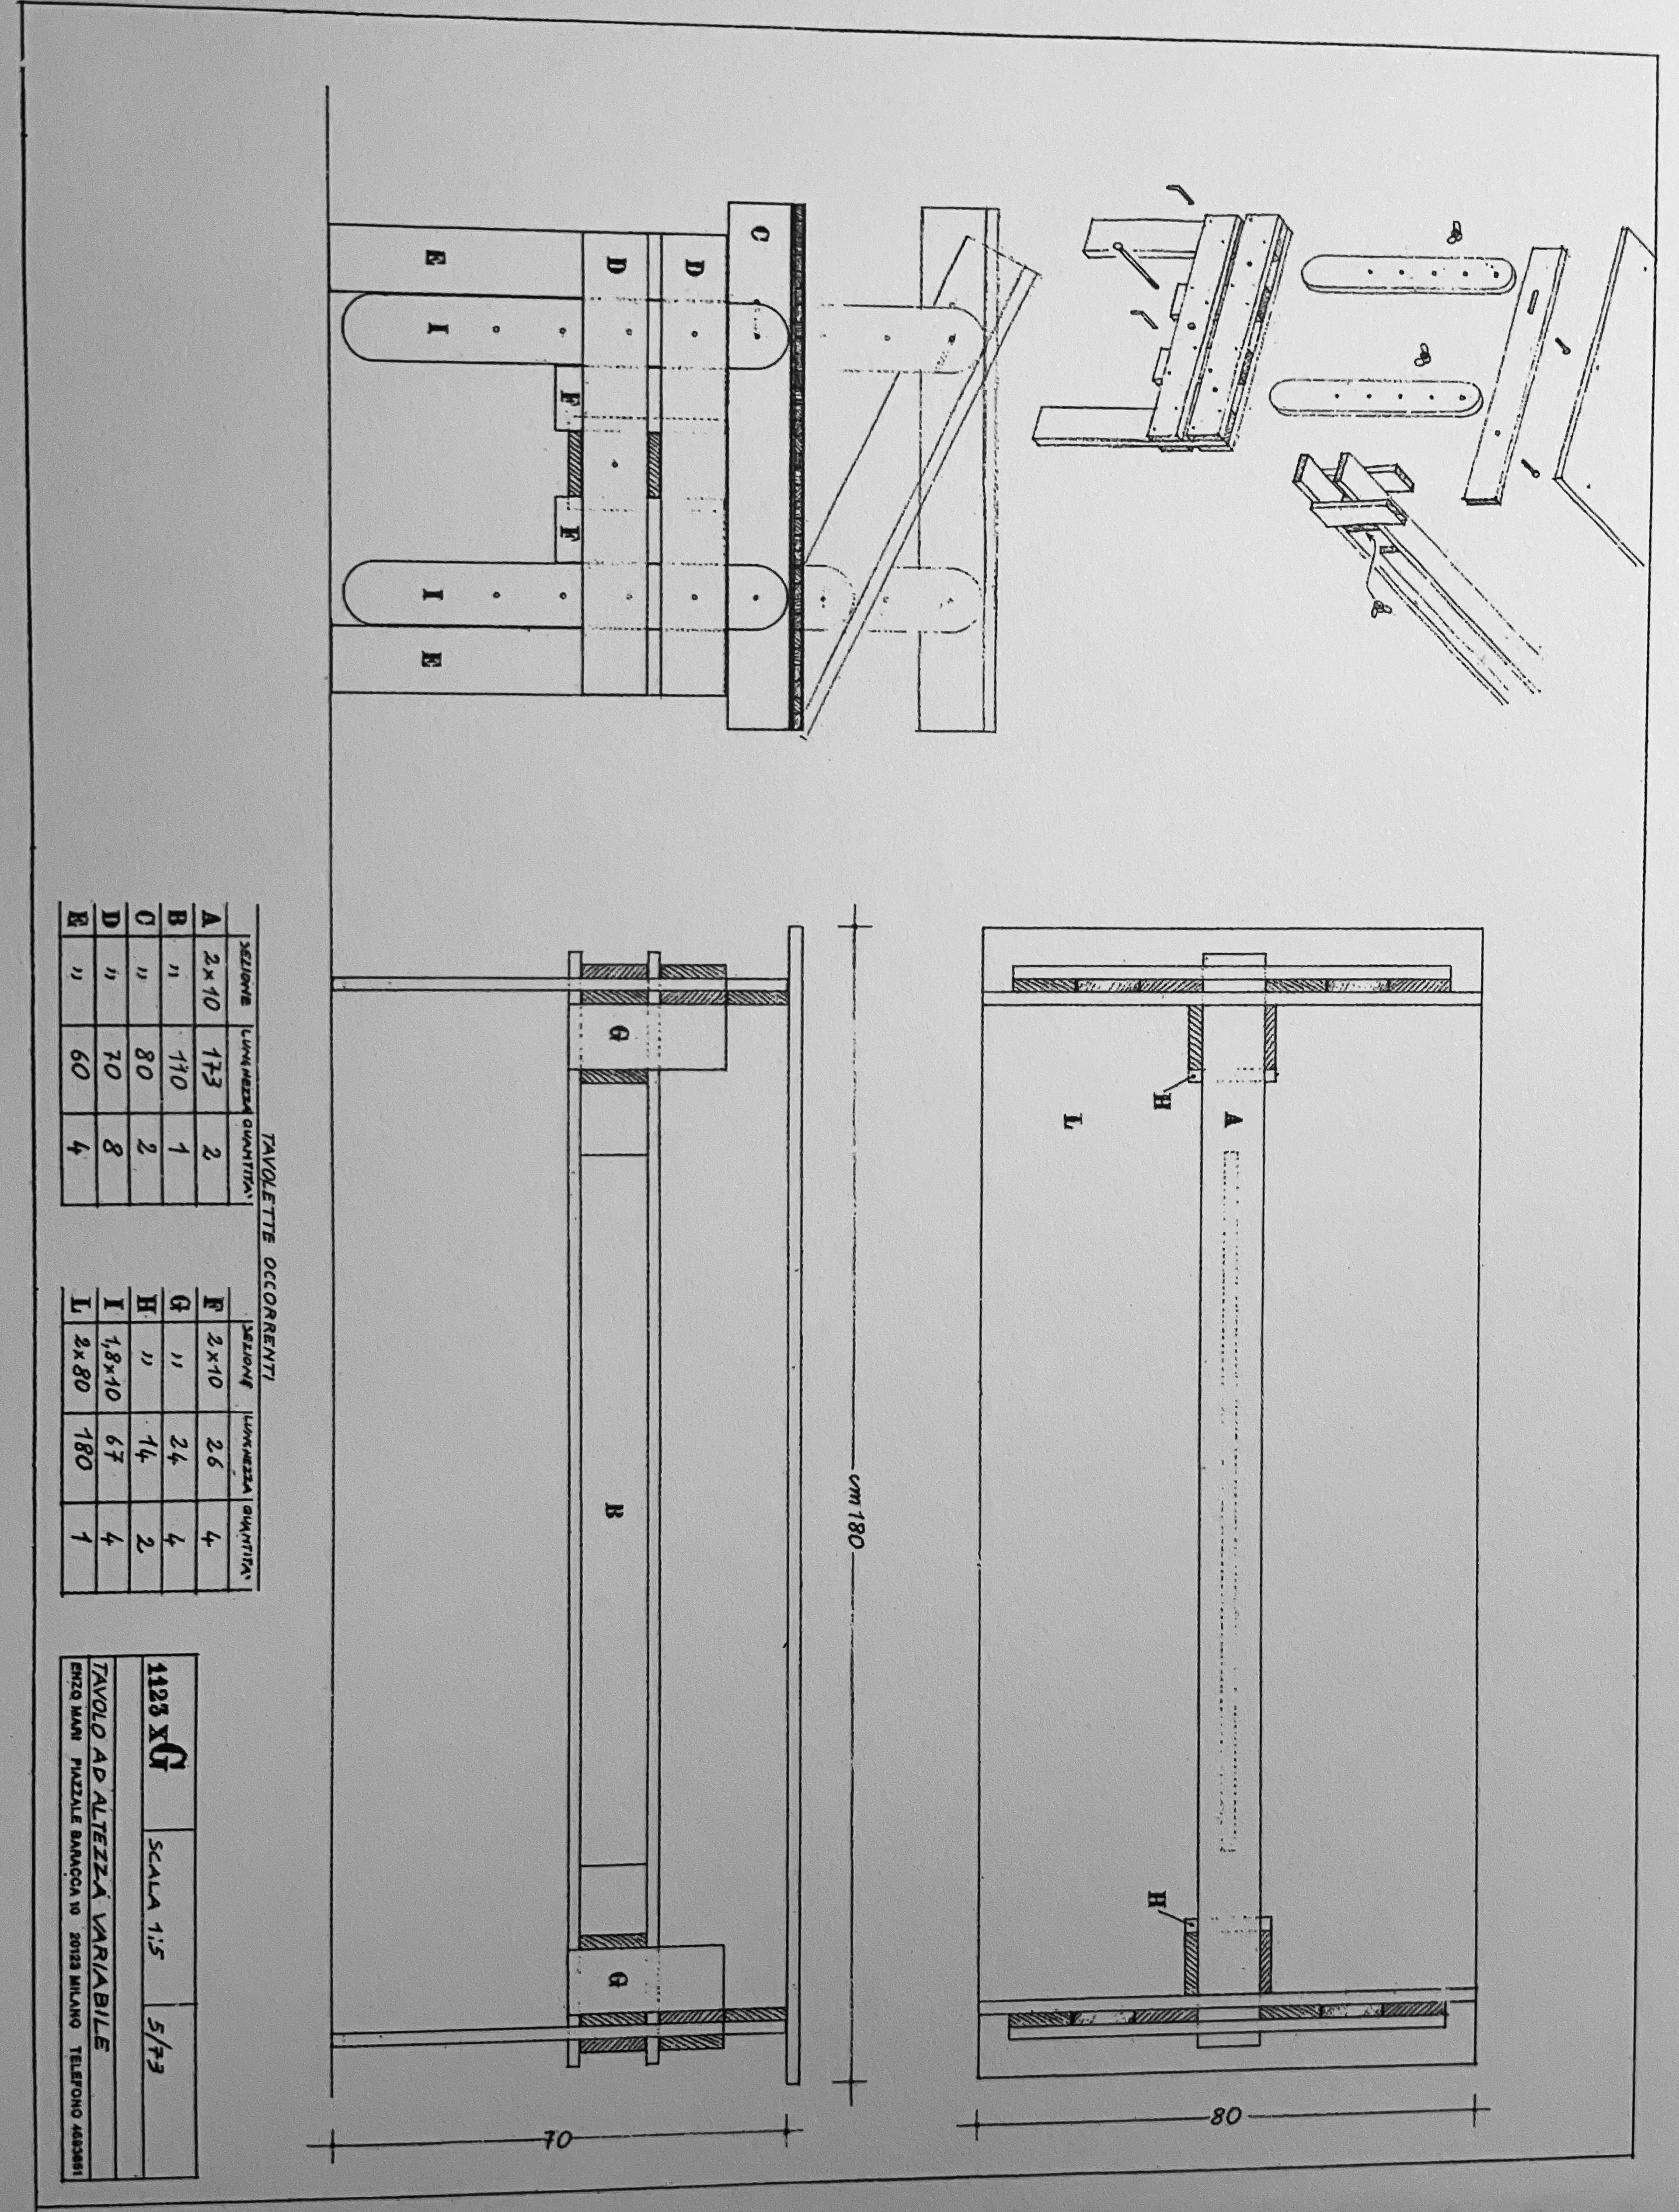 A
H
H
L
80
cm 180
C
D
D
E
I
F
F
I
E
G
B
G
70
TAVOLETTE OCCORRENTI
SEZIONE LUNGHEZZA QUANTITA'
A 2×10 173 2
B " 110 1
C " 80 2
D " 70 8
E " 60 4
SEZIONE LUNGHEZZA QUANTITA'
F 2×10 26 4
G " 24 4
H " 14 2
I 1,8×10 67 4
L 2×80 180 1
1123 xG SCALA 1:5 5/73
TAVOLO AD ALTEZZA VARIABILE
ENZO MARI PIAZZALE BARACCA 10 20123 MILANO TELEFONO